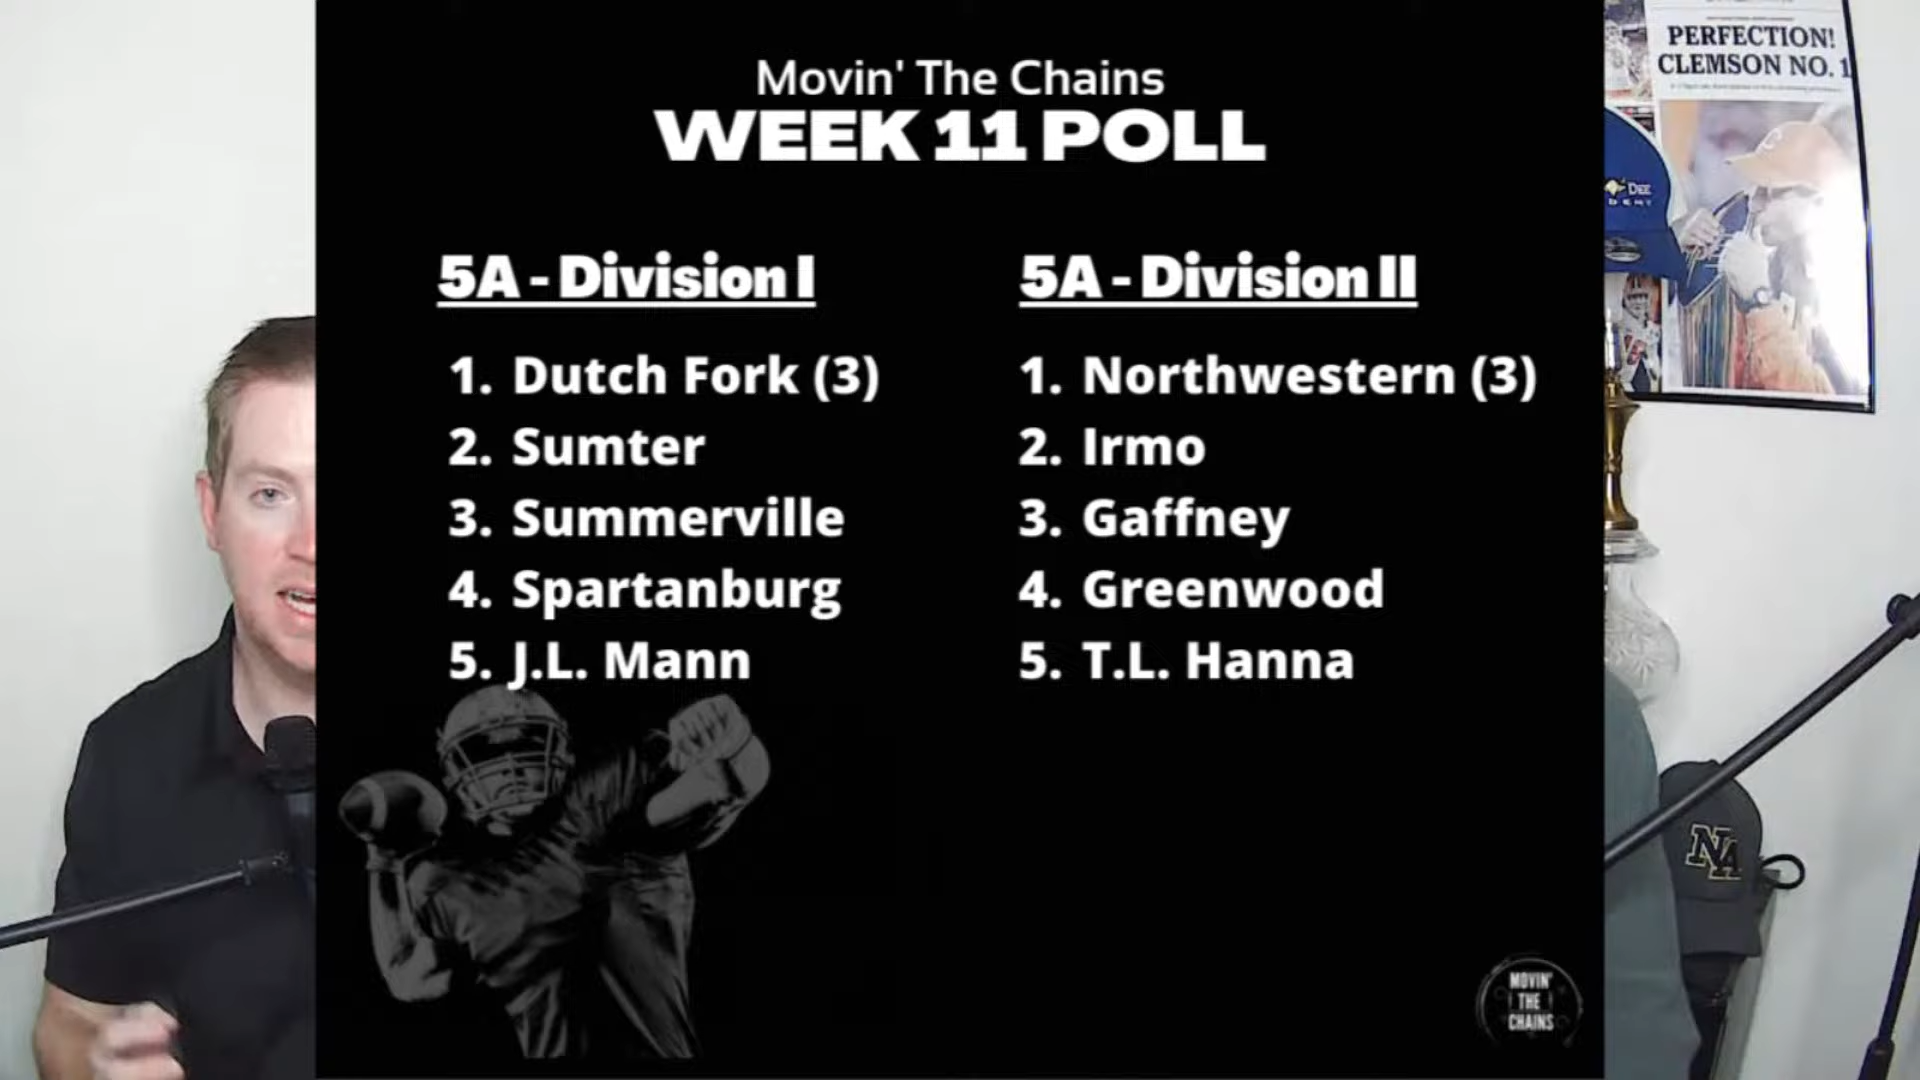 Movin' The Chains
WEEK 11 POLL
5A - Division I
1. Dutch Fork (3)
2. Sumter
3. Summerville
4. Spartanburg
5. J.L. Mann
5A - Division II
1. Northwestern (3)
2. Irmo
3. Gaffney
4. Greenwood
5. T.L. Hanna
MOVIN'
THE
CHAINS
PERFECTION!
CLEMSON NO. 1
DEE
NA